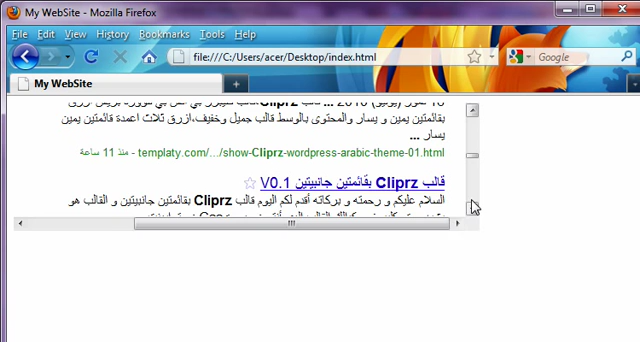 My WebSite - Mozilla Firefox
File Edit View History Bookmarks Tools Help
file:///C:/Users/acer/Desktop/index.html
Google
My WebSite
بقائمتين يمين و يسار والمحتوى بالوسط قالب جميل وخفيف،ازرق ثلاث اعمدة قائمتين يمين
يسار ...
templaty.com/.../show-Cliprz-wordpress-arabic-theme-01.html - منذ 11 ساعة
قالب Cliprz بقائمتين جانبيتين V0.1
السلام عليكم و رحمته و بركاته أقدم لكم اليوم قالب Cliprz بقائمتين جانبيتين و القالب هو